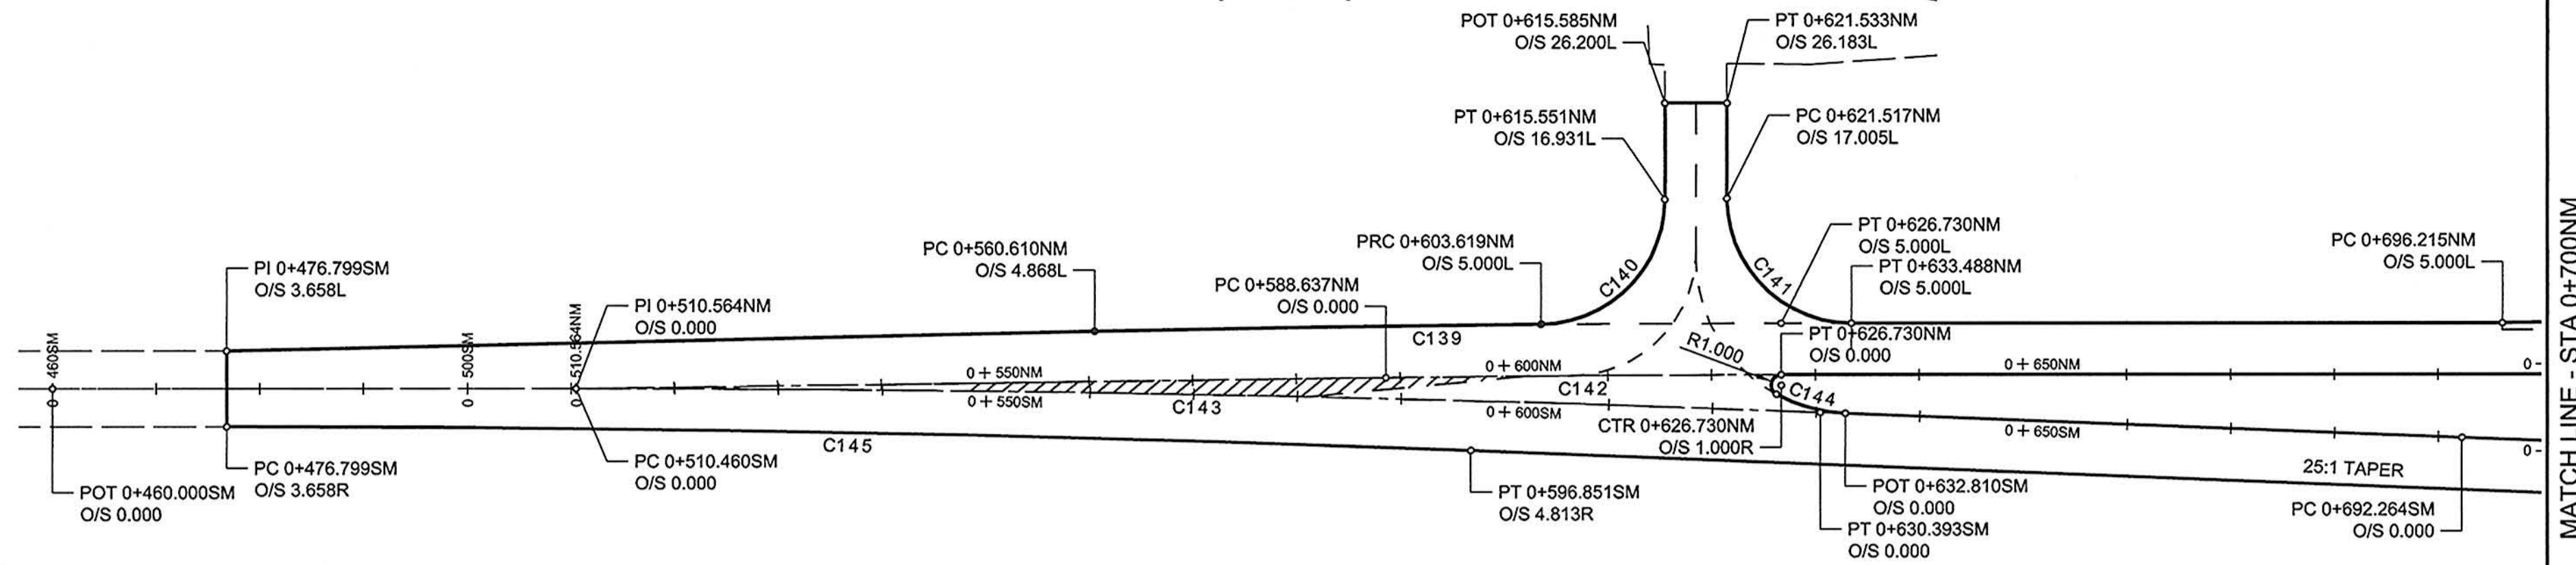 POT 0+615.585NM
O/S 26.200L
PT 0+621.533NM
O/S 26.183L
PT 0+615.551NM
O/S 16.931L
PC 0+621.517NM
O/S 17.005L
PT 0+626.730NM
O/S 5.000L
PT 0+633.488NM
O/S 5.000L
PC 0+696.215NM
O/S 5.000L
PRC 0+603.619NM
O/S 5.000L
PC 0+560.610NM
O/S 4.868L
PC 0+588.637NM
O/S 0.000
PI 0+476.799SM
O/S 3.658L
PI 0+510.564NM
O/S 0.000
C140
C141
C139
R1.000
PT 0+626.730NM
O/S 0.000
0 460SM
0 500SM
0 510.564NM
0+550NM
0+600NM
0+650NM
0-
C142
C144
0+550SM
C143
0+600SM
0+650SM
CTR 0+626.730NM
O/S 1.000R
C145
0-
PC 0+476.799SM
O/S 3.658R
PC 0+510.460SM
O/S 0.000
POT 0+460.000SM
O/S 0.000
PT 0+596.851SM
O/S 4.813R
25:1 TAPER
POT 0+632.810SM
O/S 0.000
PT 0+630.393SM
O/S 0.000
PC 0+692.264SM
O/S 0.000
MATCH LINE - STA 0+700NM